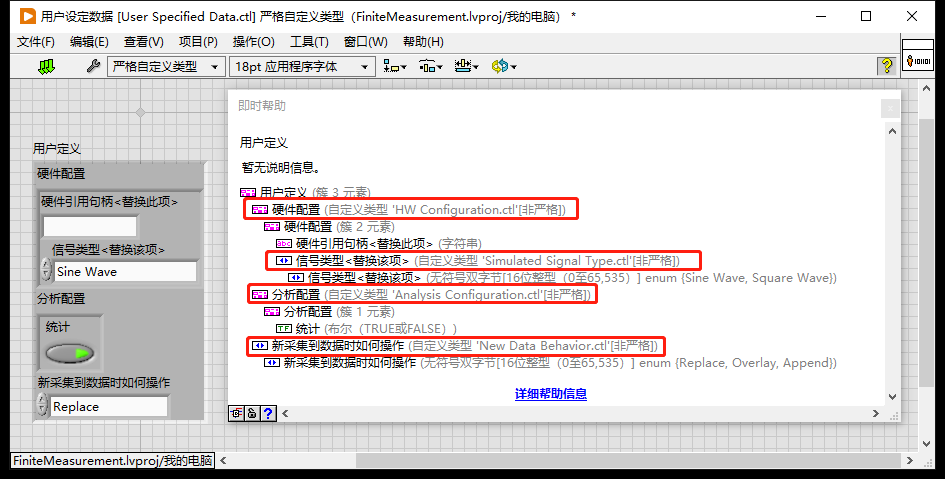 用户设定数据 [User Specified Data.ctl] 严格自定义类型（FiniteMeasurement.lvproj/我的电脑） *
文件(F) 编辑(E) 查看(V) 项目(P) 操作(O) 工具(T) 窗口(W) 帮助(H)
严格自定义类型 18pt 应用程序字体
用户定义
硬件配置
硬件引用句柄<替换此项>
信号类型<替换该项>
Sine Wave
分析配置
统计
新采集到数据时如何操作
Replace
即时帮助
用户定义
暂无说明信息。
用户定义 (簇 3 元素)
硬件配置 (自定义类型 'HW Configuration.ctl'[非严格])
硬件配置 (簇 2 元素)
abc 硬件引用句柄<替换此项> (字符串)
信号类型<替换该项> (自定义类型 'Simulated Signal Type.ctl'[非严格])
信号类型<替换该项> (无符号双字节[16位整型（0至65,535）] enum {Sine Wave, Square Wave})
分析配置 (自定义类型 'Analysis Configuration.ctl'[非严格])
分析配置 (簇 1 元素)
TF 统计 (布尔（TRUE或FALSE）)
新采集到数据时如何操作 (自定义类型 'New Data Behavior.ctl'[非严格])
新采集到数据时如何操作 (无符号双字节[16位整型（0至65,535）] enum {Replace, Overlay, Append})
详细帮助信息
FiniteMeasurement.lvproj/我的电脑